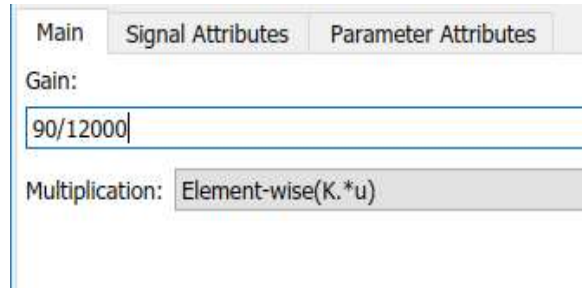 Main Signal Attributes Parameter Attributes
Gain:
90/12000
Multiplication: Element-wise(K.*u)